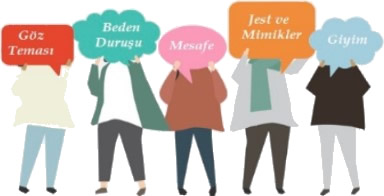 Göz
Teması
Beden
Duruşu
Mesafe
Jest ve
Mimikler
Giyim